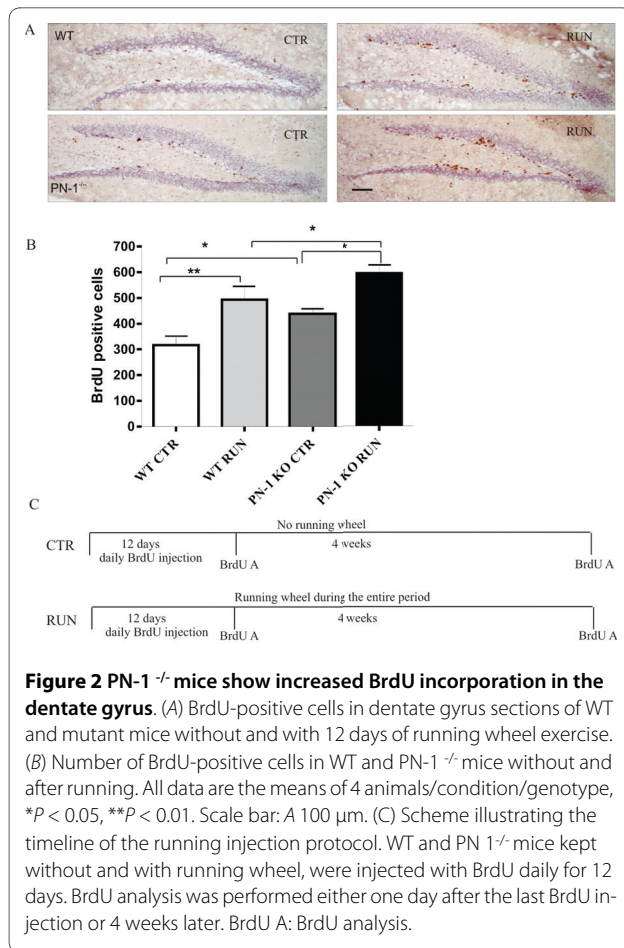 A
WT
CTR
RUN
PN-1-/-
CTR
RUN
B
BrdU positive cells
700
600
500
400
300
200
100
0
*
**
*
*
WT CTR
WT RUN
PN-1 KO CTR
PN-1 KO RUN
C
No running wheel
CTR
12 days
daily BrdU injection
4 weeks
BrdU A
BrdU A
Running wheel during the entire period
RUN
12 days
daily BrdU injection
4 weeks
BrdU A
BrdU A
Figure 2 PN-1 -/- mice show increased BrdU incorporation in the
dentate gyrus. (A) BrdU-positive cells in dentate gyrus sections of WT
and mutant mice without and with 12 days of running wheel exercise.
(B) Number of BrdU-positive cells in WT and PN-1 -/- mice without and
after running. All data are the means of 4 animals/condition/genotype,
*P < 0.05, **P < 0.01. Scale bar: A 100 μm. (C) Scheme illustrating the
timeline of the running injection protocol. WT and PN 1-/- mice kept
without and with running wheel, were injected with BrdU daily for 12
days. BrdU analysis was performed either one day after the last BrdU in-
jection or 4 weeks later. BrdU A: BrdU analysis.